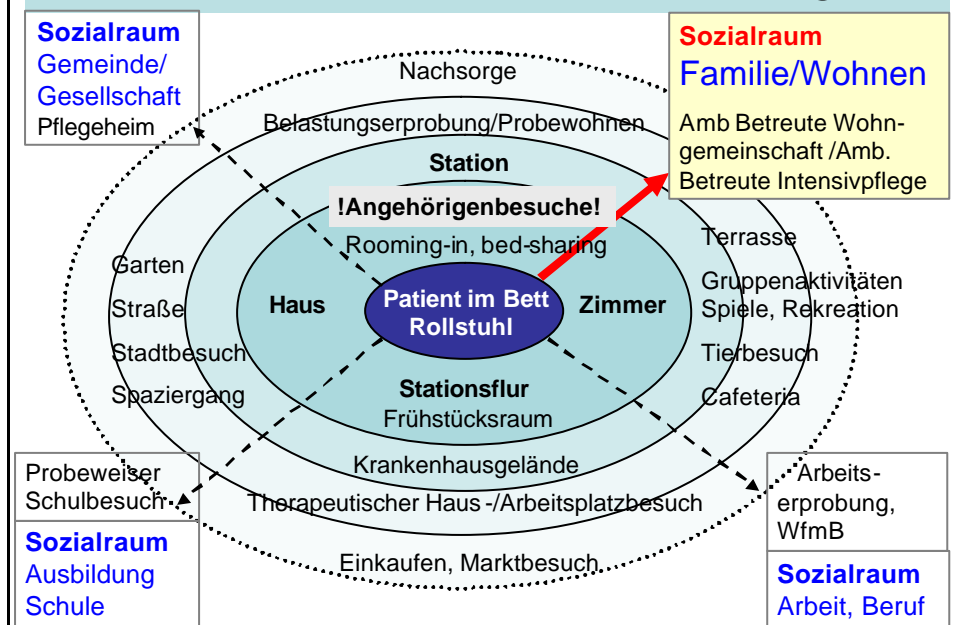 Sozialraum
Gemeinde/
Gesellschaft
Pflegeheim
Sozialraum
Familie/Wohnen
Amb Betreute Wohn-
gemeinschaft /Amb.
Betreute Intensivpflege
Nachsorge
Belastungserprobung/Probewohnen
Station
!Angehörigenbesuche!
Rooming-in, bed-sharing
Garten
Straße
Stadtbesuch
Spaziergang
Haus
Patient im Bett
Rollstuhl
Zimmer
Terrasse
Gruppenaktivitäten
Spiele, Rekreation
Tierbesuch
Cafeteria
Stationsflur
Frühstücksraum
Krankenhausgelände
Therapeutischer Haus -/Arbeitsplatzbesuch
Einkaufen, Marktbesuch
Probeweiser
Schulbesuch
Sozialraum
Ausbildung
Schule
Arbeits-
erprobung,
WfmB
Sozialraum
Arbeit, Beruf